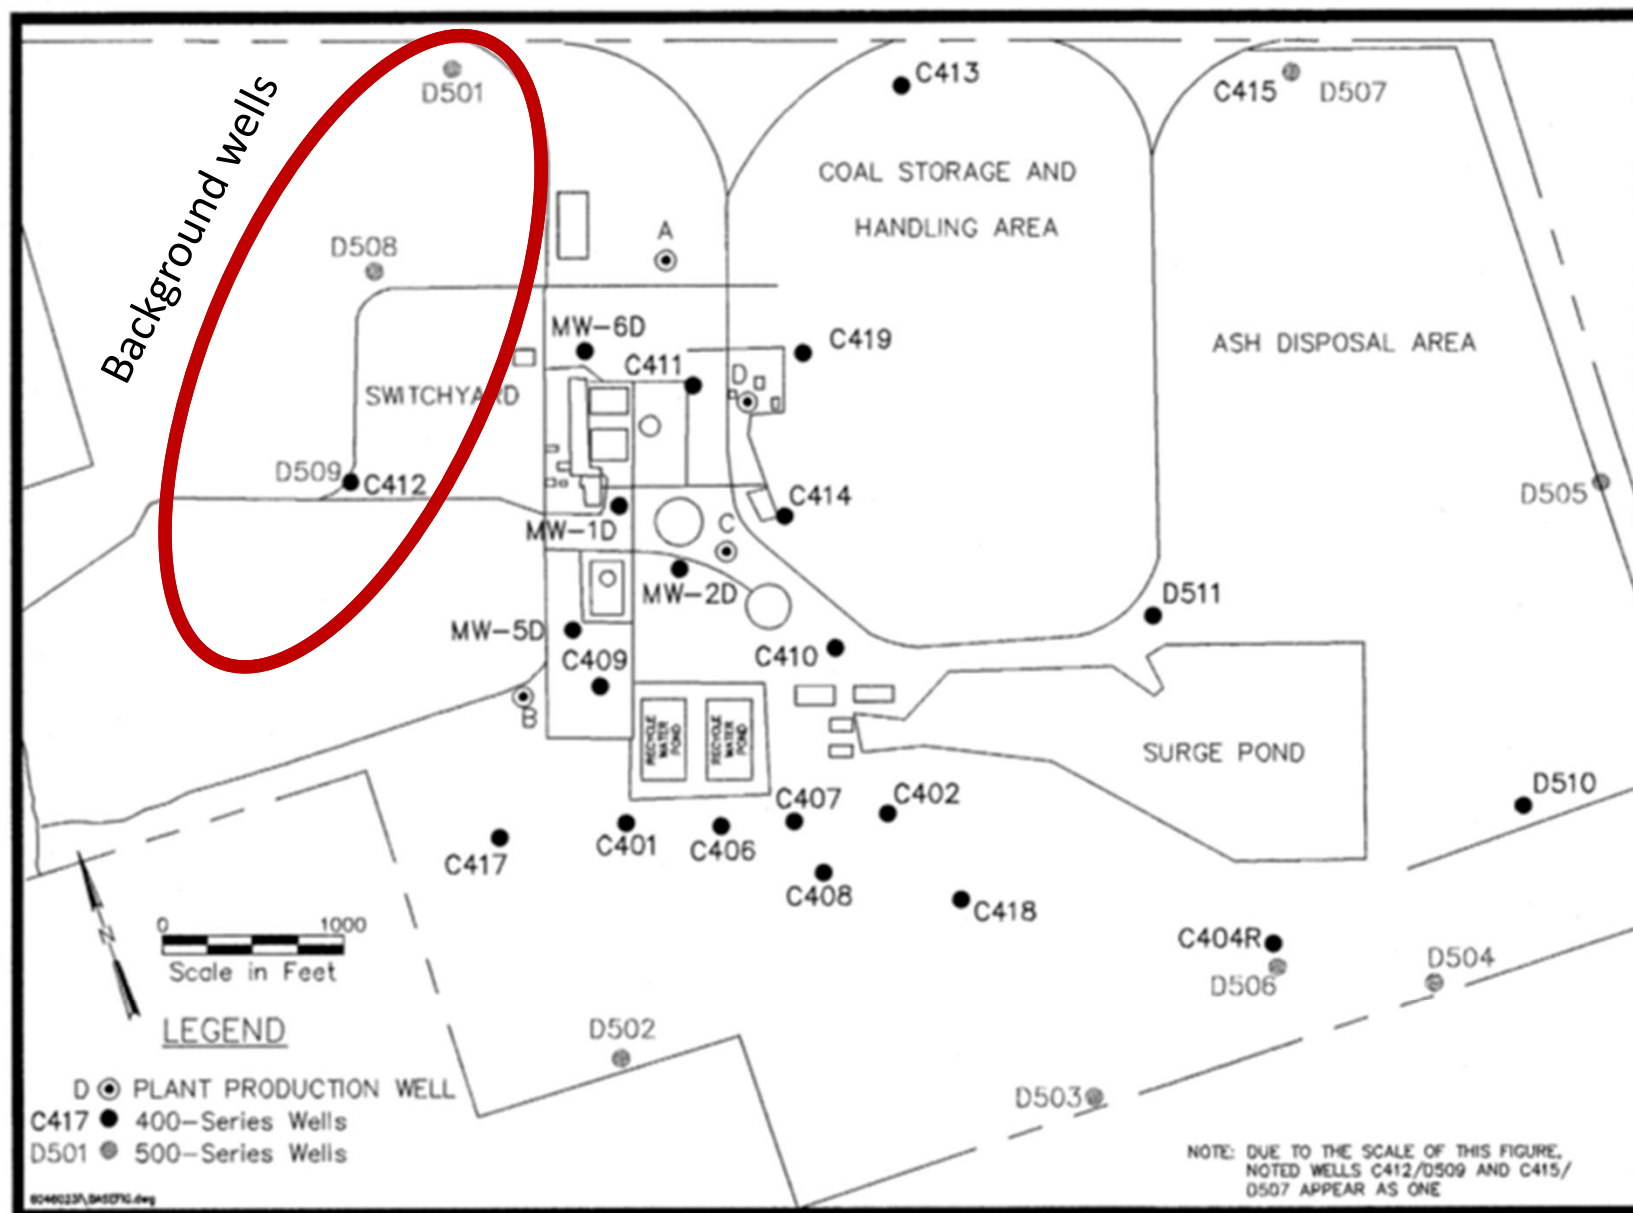 Background wells
D501
C413
C415
D507
COAL STORAGE AND
HANDLING AREA
D508
A
MW-6D
C419
C411
D
ASH DISPOSAL AREA
SWITCHYARD
D509
C412
D505
C414
MW-1D
C
MW-2D
D511
MW-5D
C410
C409
B
RECYCLE
WATER
POND
RECYCLE
WATER
POND
SURGE POND
D510
C407
C402
C401
C406
C417
C408
C418
C404R
D506
D504
N
0 1000
Scale in Feet
LEGEND
D PLANT PRODUCTION WELL
C417 400-Series Wells
D501 500-Series Wells
D502
D503
NOTE: DUE TO THE SCALE OF THIS FIGURE,
NOTED WELLS C412/D509 AND C415/
D507 APPEAR AS ONE